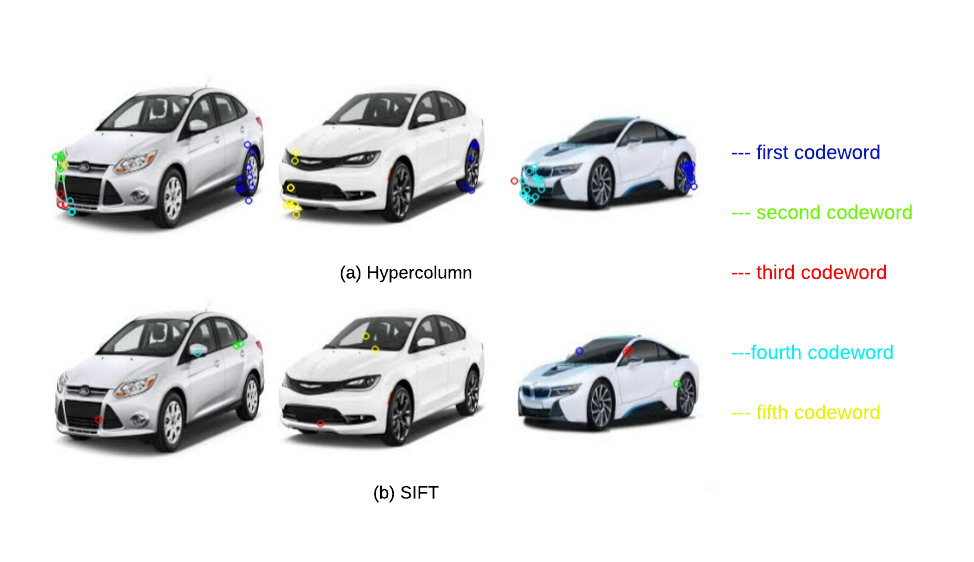 --- first codeword
--- second codeword
(a) Hypercolumn
--- third codeword
---fourth codeword
--- fifth codeword
(b) SIFT